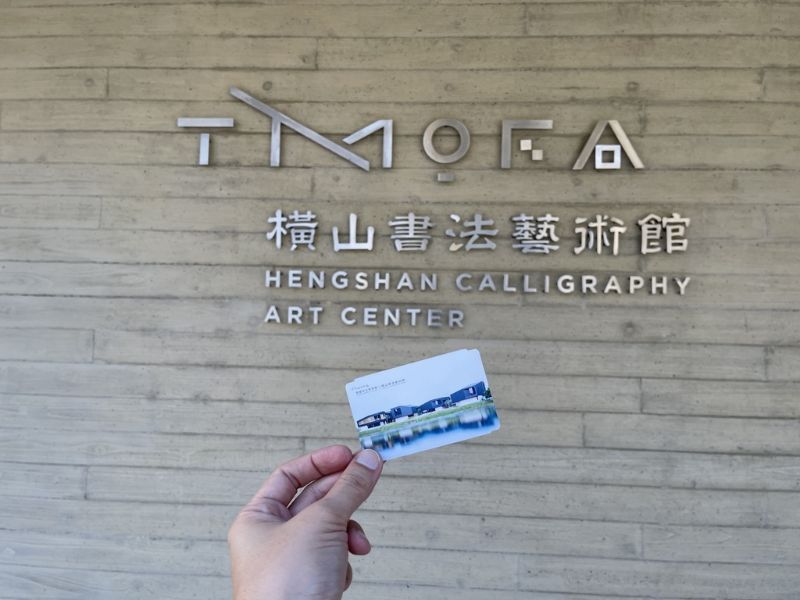 TMOFA
橫山書法藝術館
HENGSHAN CALLIGRAPHY
ART CENTER